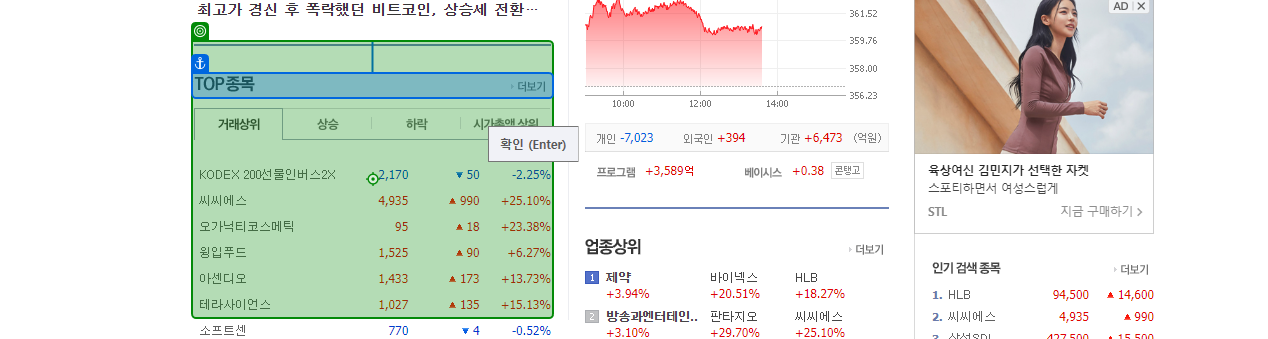 최고가 경신 후 폭락했던 비트코인, 상승세 전환…
TOP종목
더보기
거래상위 상승 하락 시가총액 상위
확인 (Enter)
KODEX 200선물인버스2X 2,170 ▼ 50 -2.25%
씨씨에스 4,935 ▲ 990 +25.10%
오가닉티코스메틱 95 ▲ 18 +23.38%
윙입푸드 1,525 ▲ 90 +6.27%
아센디오 1,433 ▲ 173 +13.73%
테라사이언스 1,027 ▲ 135 +15.13%
소프트센 770 ▼ 4 -0.52%
361.52
359.76
358.00
356.23
10:00 12:00 14:00
개인 -7,023 외국인 +394 기관 +6,473 (억원)
프로그램 +3,589억 베이시스 +0.38 콘탱고
업종상위
더보기
1 제약 바이넥스 HLB
+3.94% +20.51% +18.27%
2 방송과엔터테인.. 판타지오 씨씨에스
+3.10% +29.70% +25.10%
AD
육상여신 김민지가 선택한 자켓
스포티하면서 여성스럽게
STL 지금 구매하기
인기 검색 종목
더보기
1. HLB 94,500 ▲ 14,600
2. 씨씨에스 4,935 ▲ 990
3. 삼성SDI 427,500 ▲ 15,500